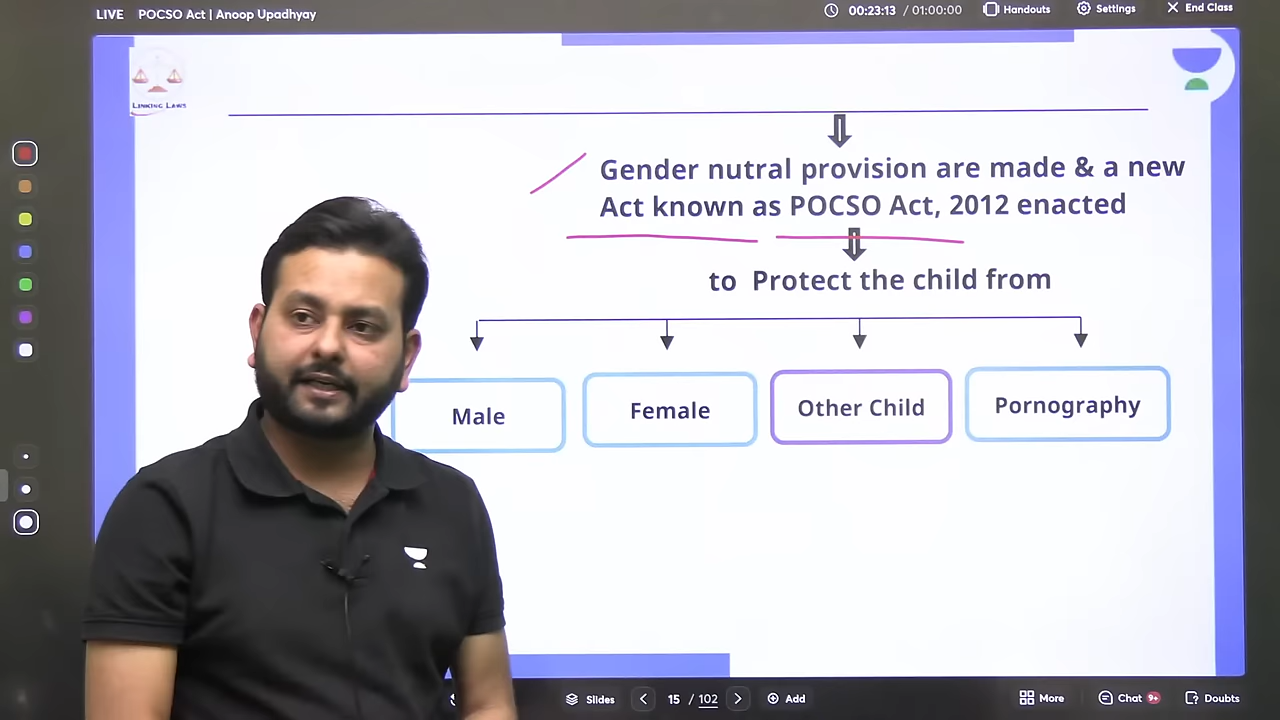 LIVE POCSO Act | Anoop Upadhyay 00:23:13 / 01:00:00 Handouts Settings End Class
LINKING LAWS
Gender nutral provision are made & a new
Act known as POCSO Act, 2012 enacted
to Protect the child from
Male Female Other Child Pornography
Slides 15 / 102 Add More Chat 9+ Doubts